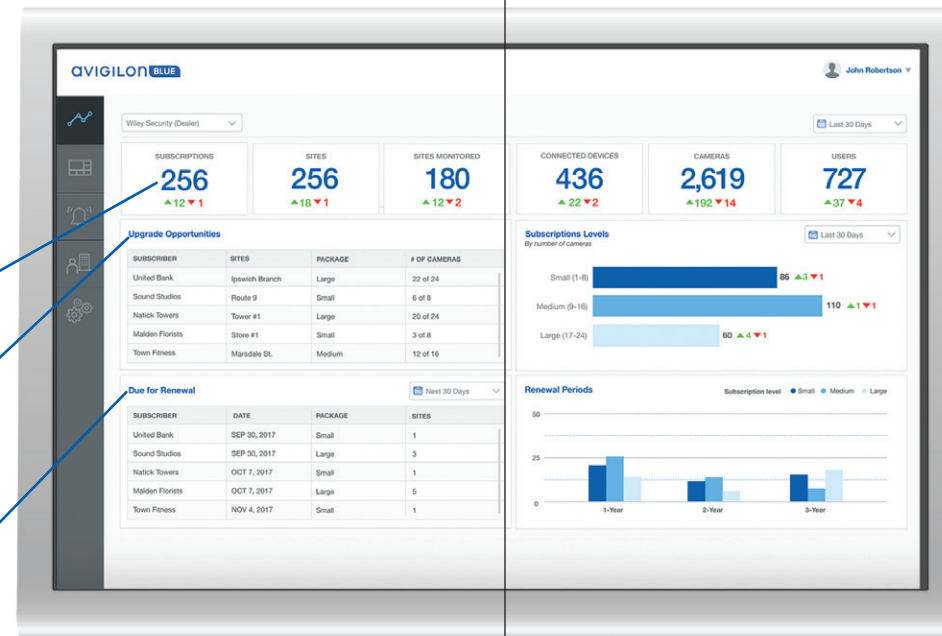 aVIGILON BLUE
John Robertson
Wiley Security (Dealer)
Last 30 Days
SUBSCRIPTIONS
256
▲12 ▼1
SITES
256
▲18 ▼1
SITES MONITORED
180
▲12 ▼2
CONNECTED DEVICES
436
▲22 ▼2
CAMERAS
2,619
▲192 ▼14
USERS
727
▲37 ▼4
Upgrade Opportunities
SUBSCRIBER SITES PACKAGE # OF CAMERAS
United Bank Ipswich Branch Large 22 of 24
Sound Studios Route 9 Small 6 of 8
Natick Towers Tower #1 Large 20 of 24
Malden Florists Store #1 Small 3 of 8
Town Fitness Marsdale St. Medium 12 of 16
Subscriptions Levels
By number of cameras
Last 30 Days
Small (1-8) 86 ▲3 ▼1
Medium (9-16) 110 ▲1 ▼1
Large (17-24) 60 ▲4 ▼1
Due for Renewal
Next 30 Days
SUBSCRIBER DATE PACKAGE SITES
United Bank SEP 30, 2017 Small 1
Sound Studios SEP 30, 2017 Large 3
Natick Towers OCT 7, 2017 Small 1
Malden Florists OCT 7, 2017 Large 5
Town Fitness NOV 4, 2017 Small 1
Renewal Periods
Subscription level Small Medium Large
50
25
0
1-Year 2-Year 3-Year